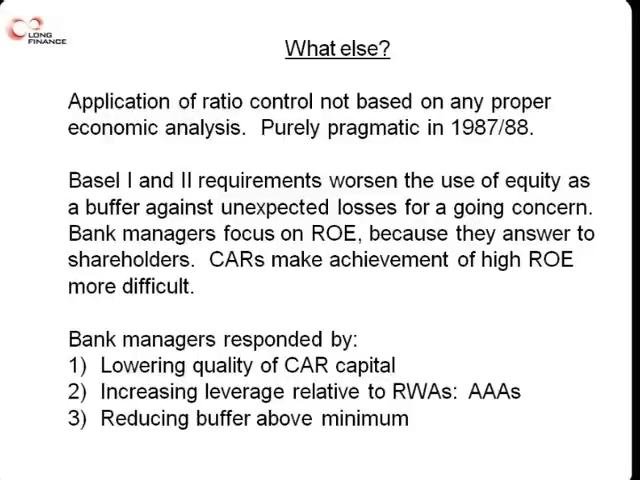 LONG
FINANCE
What else?
Application of ratio control not based on any proper
economic analysis.  Purely pragmatic in 1987/88.
Basel I and II requirements worsen the use of equity as
a buffer against unexpected losses for a going concern.
Bank managers focus on ROE, because they answer to
shareholders.  CARs make achievement of high ROE
more difficult.
Bank managers responded by:
1)  Lowering quality of CAR capital
2)  Increasing leverage relative to RWAs:  AAAs
3)  Reducing buffer above minimum